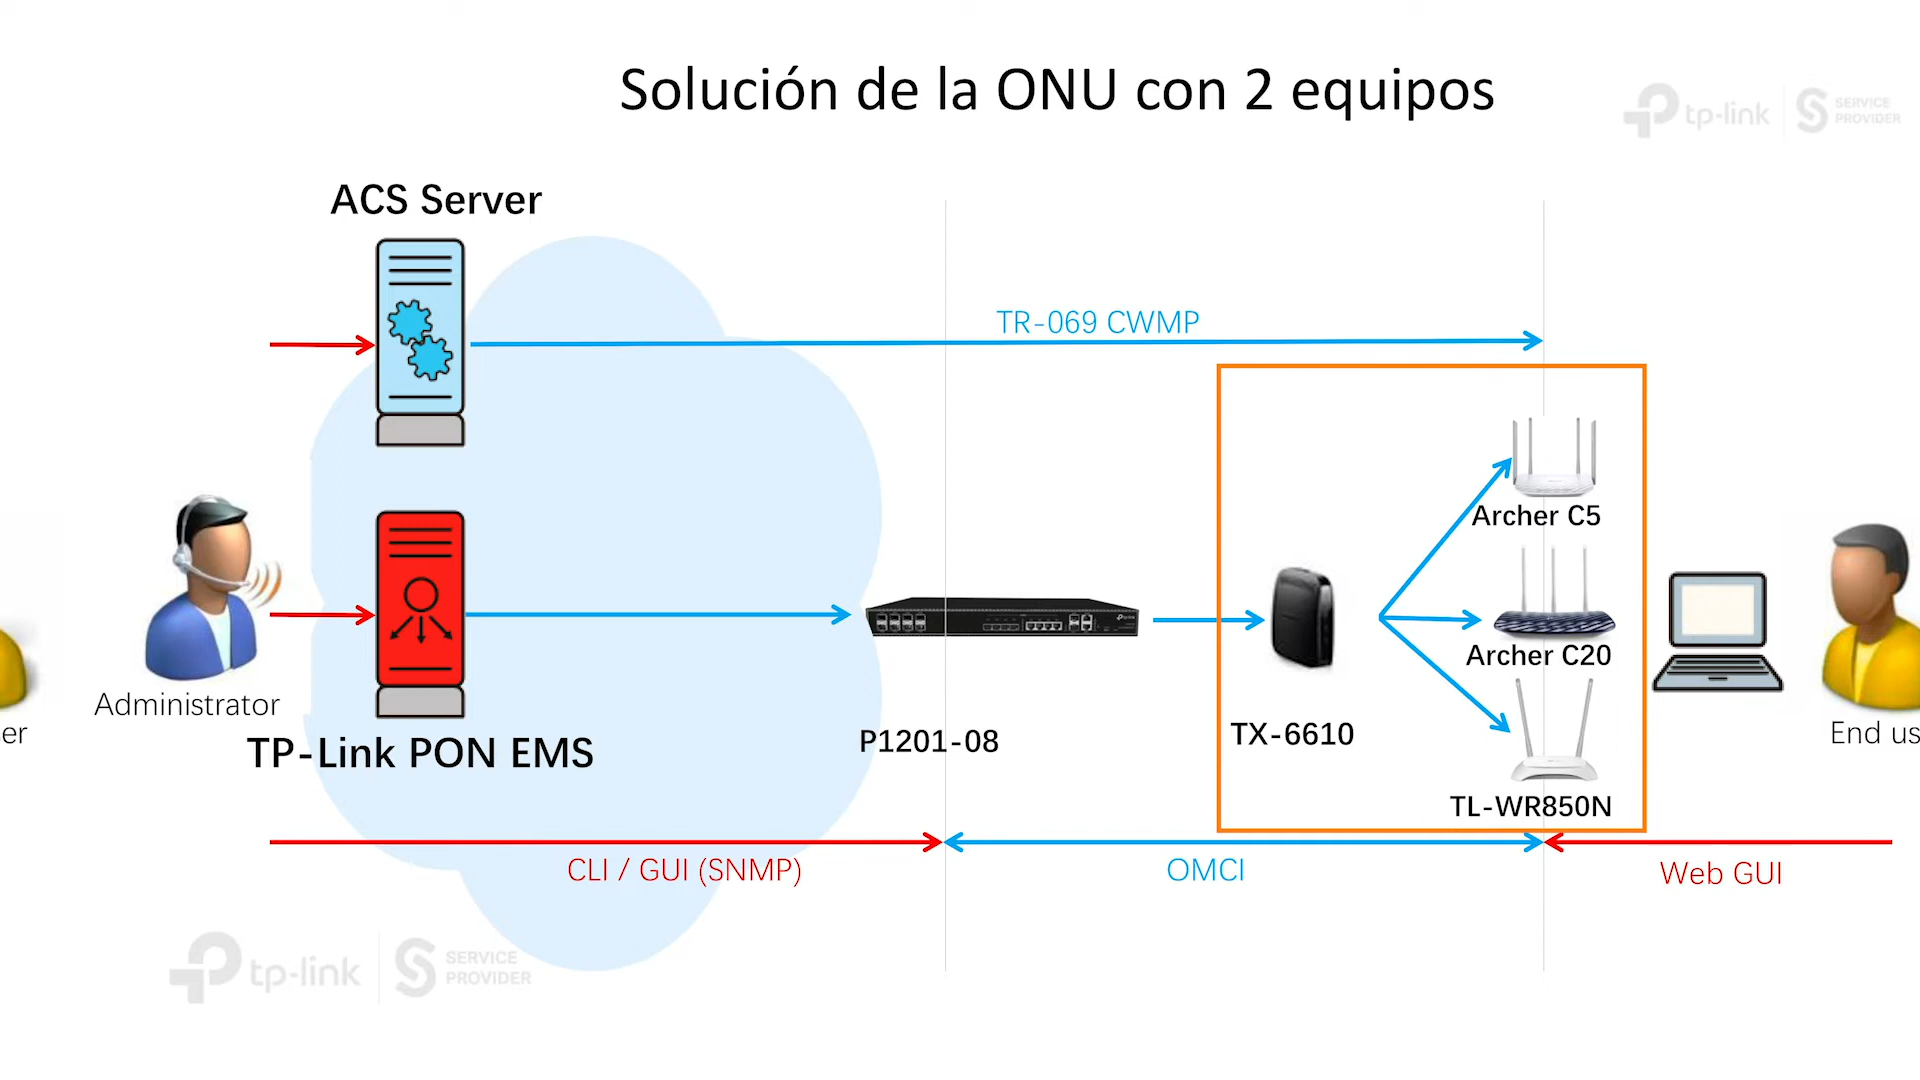 Solución de la ONU con 2 equipos
tp-link
SERVICE
PROVIDER
ACS Server
TR-069 CWMP
Archer C5
Archer C20
Administrator
er
TP-Link PON EMS
P1201-08
TX-6610
TL-WR850N
End us
CLI / GUI (SNMP)
OMCI
Web GUI
tp-link
SERVICE
PROVIDER